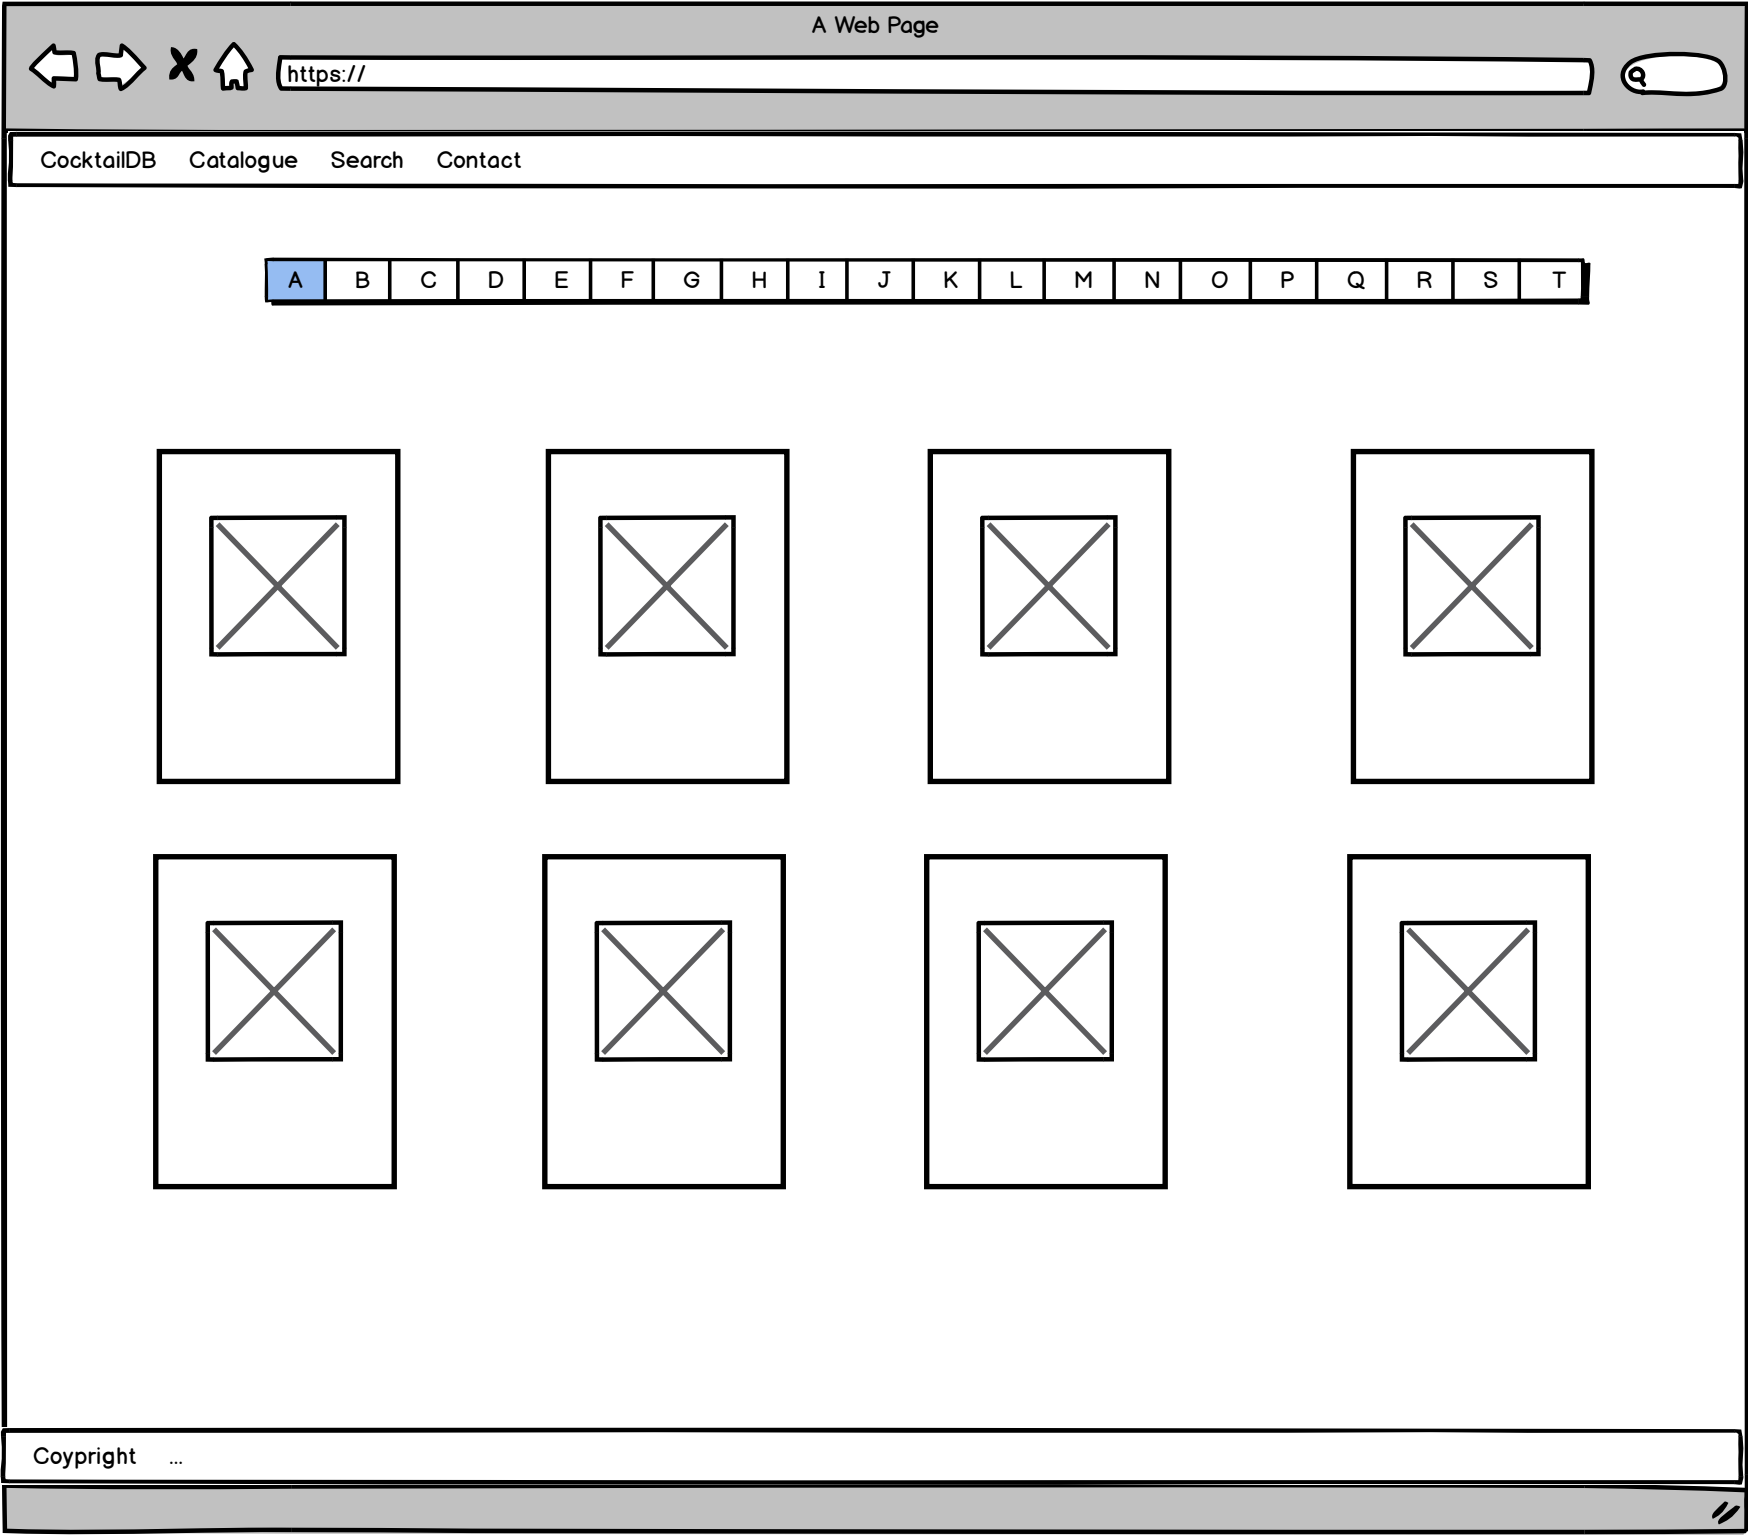 A Web Page
https://
CocktailDB Catalogue Search Contact
A B C D E F G H I J K L M N O P Q R S T
Coypright ...